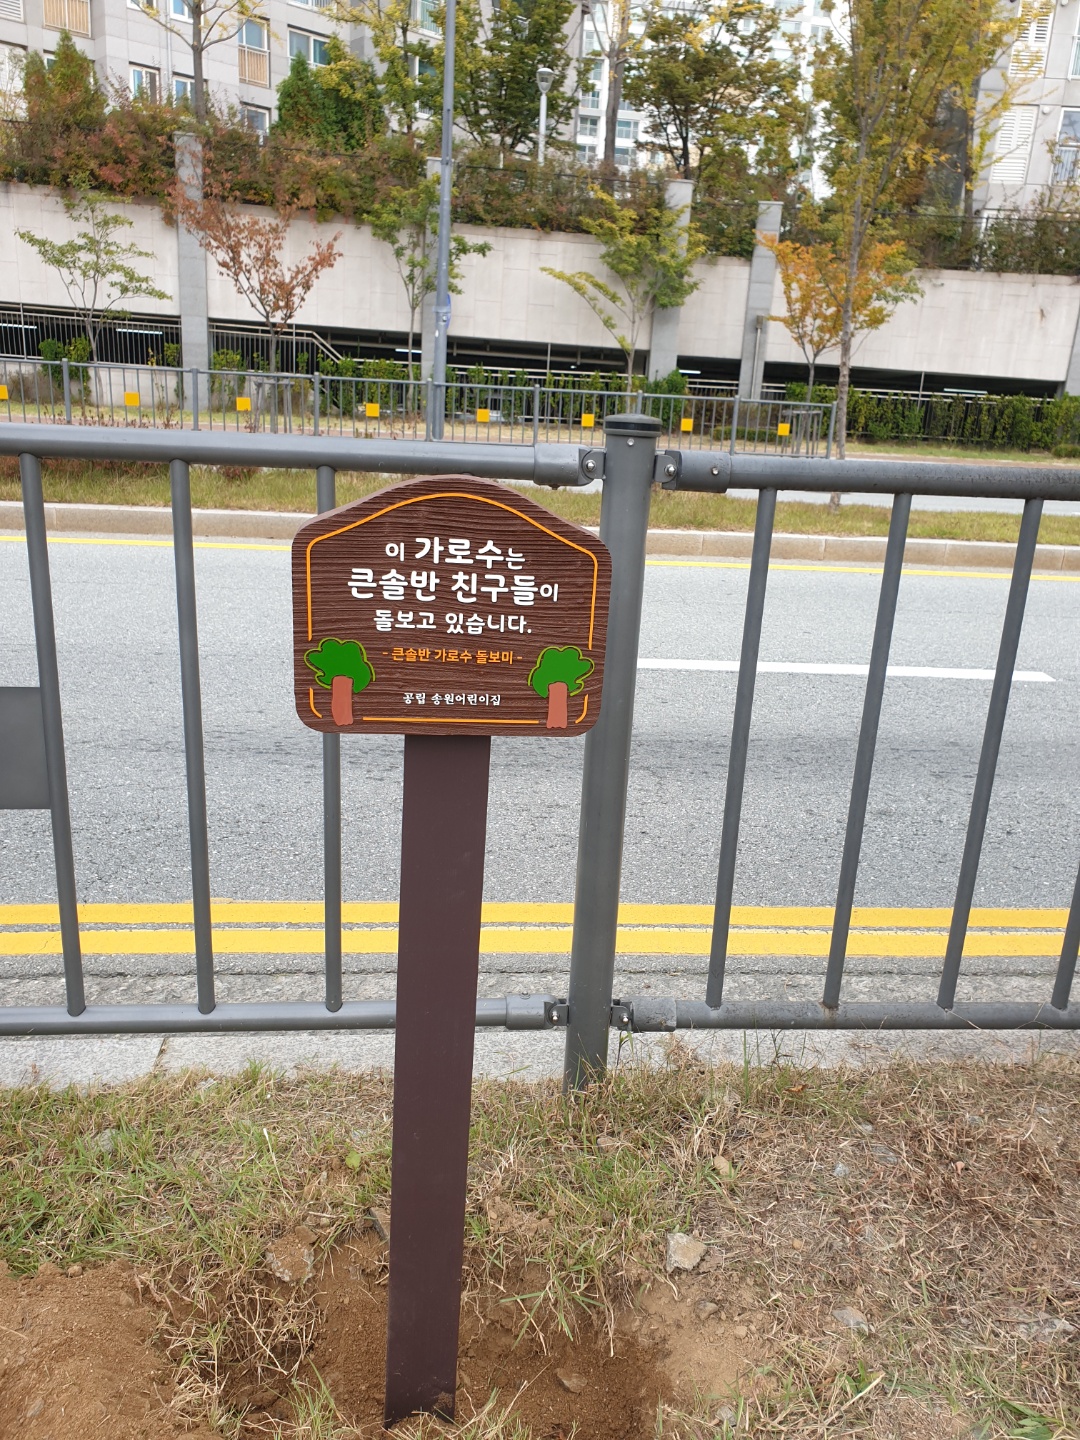 이 가로수는
큰솔반 친구들이
돌보고 있습니다.
- 큰솔반 가로수 돌보미 -
공립 송원어린이집